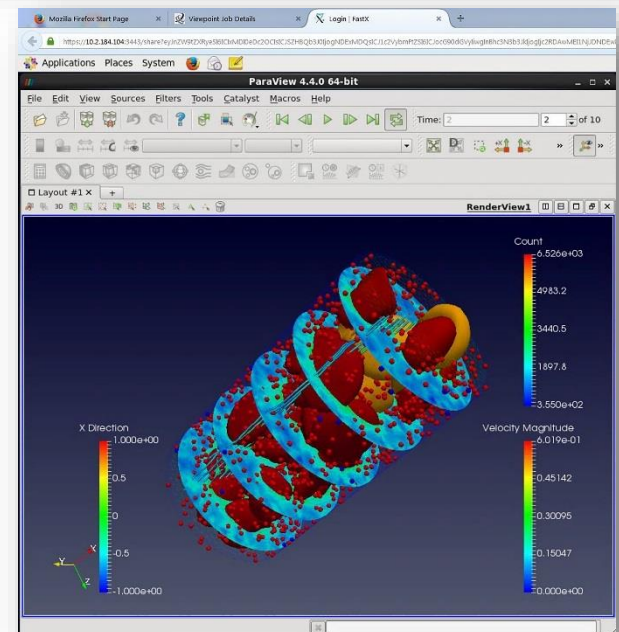 Mozilla Firefox Start Page × Viewpoint Job Details × Login | FastX × +
Applications Places System
ParaView 4.4.0 64-bit
File Edit View Sources Filters Tools Catalyst Macros Help
Time: 2 2 of 10
Layout #1 × +
3D RenderView1
Count
6.526e+03
4983.2
3440.5
1897.8
3.550e+02
X Direction
1.000e+00
0.5
0
-0.5
-1.000e+00
Velocity Magnitude
6.019e-01
0.45142
0.30095
0.15047
0.000e+00
X
Y
Z